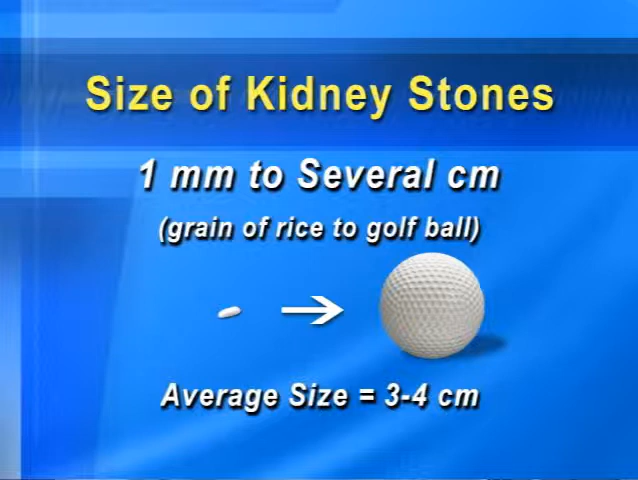 Size of Kidney Stones
1 mm to Several cm
(grain of rice to golf ball)
Average Size = 3-4 cm